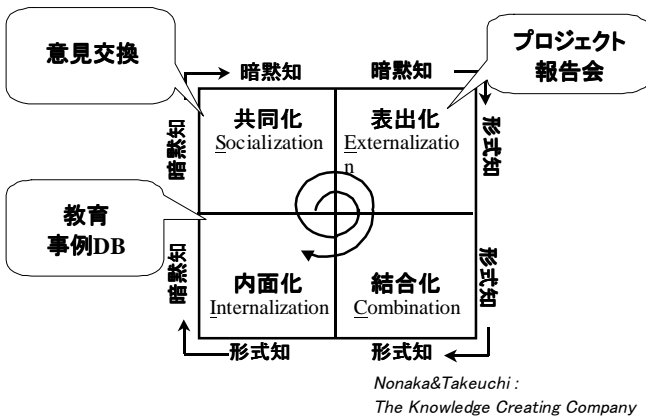 意見交換
プロジェクト
報告会
暗黙知
暗黙知
暗黙知
共同化
Socialization
表出化
Externalizatio
n
形式知
教育
事例DB
暗黙知
内面化
Internalization
結合化
Combination
形式知
形式知
形式知
Nonaka&Takeuchi :
The Knowledge Creating Company